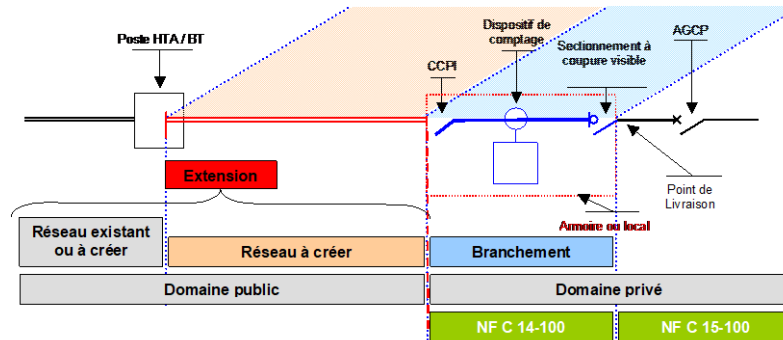 Poste HTA / BT
Dispositif de
comptage
AGCP
Sectionnement à
coupure visible
CCPI
Extension
Point de
Livraison
Armoire ou local
Réseau existant
ou à créer
Réseau à créer
Branchement
Domaine public
Domaine privé
NF C 14-100
NF C 15-100